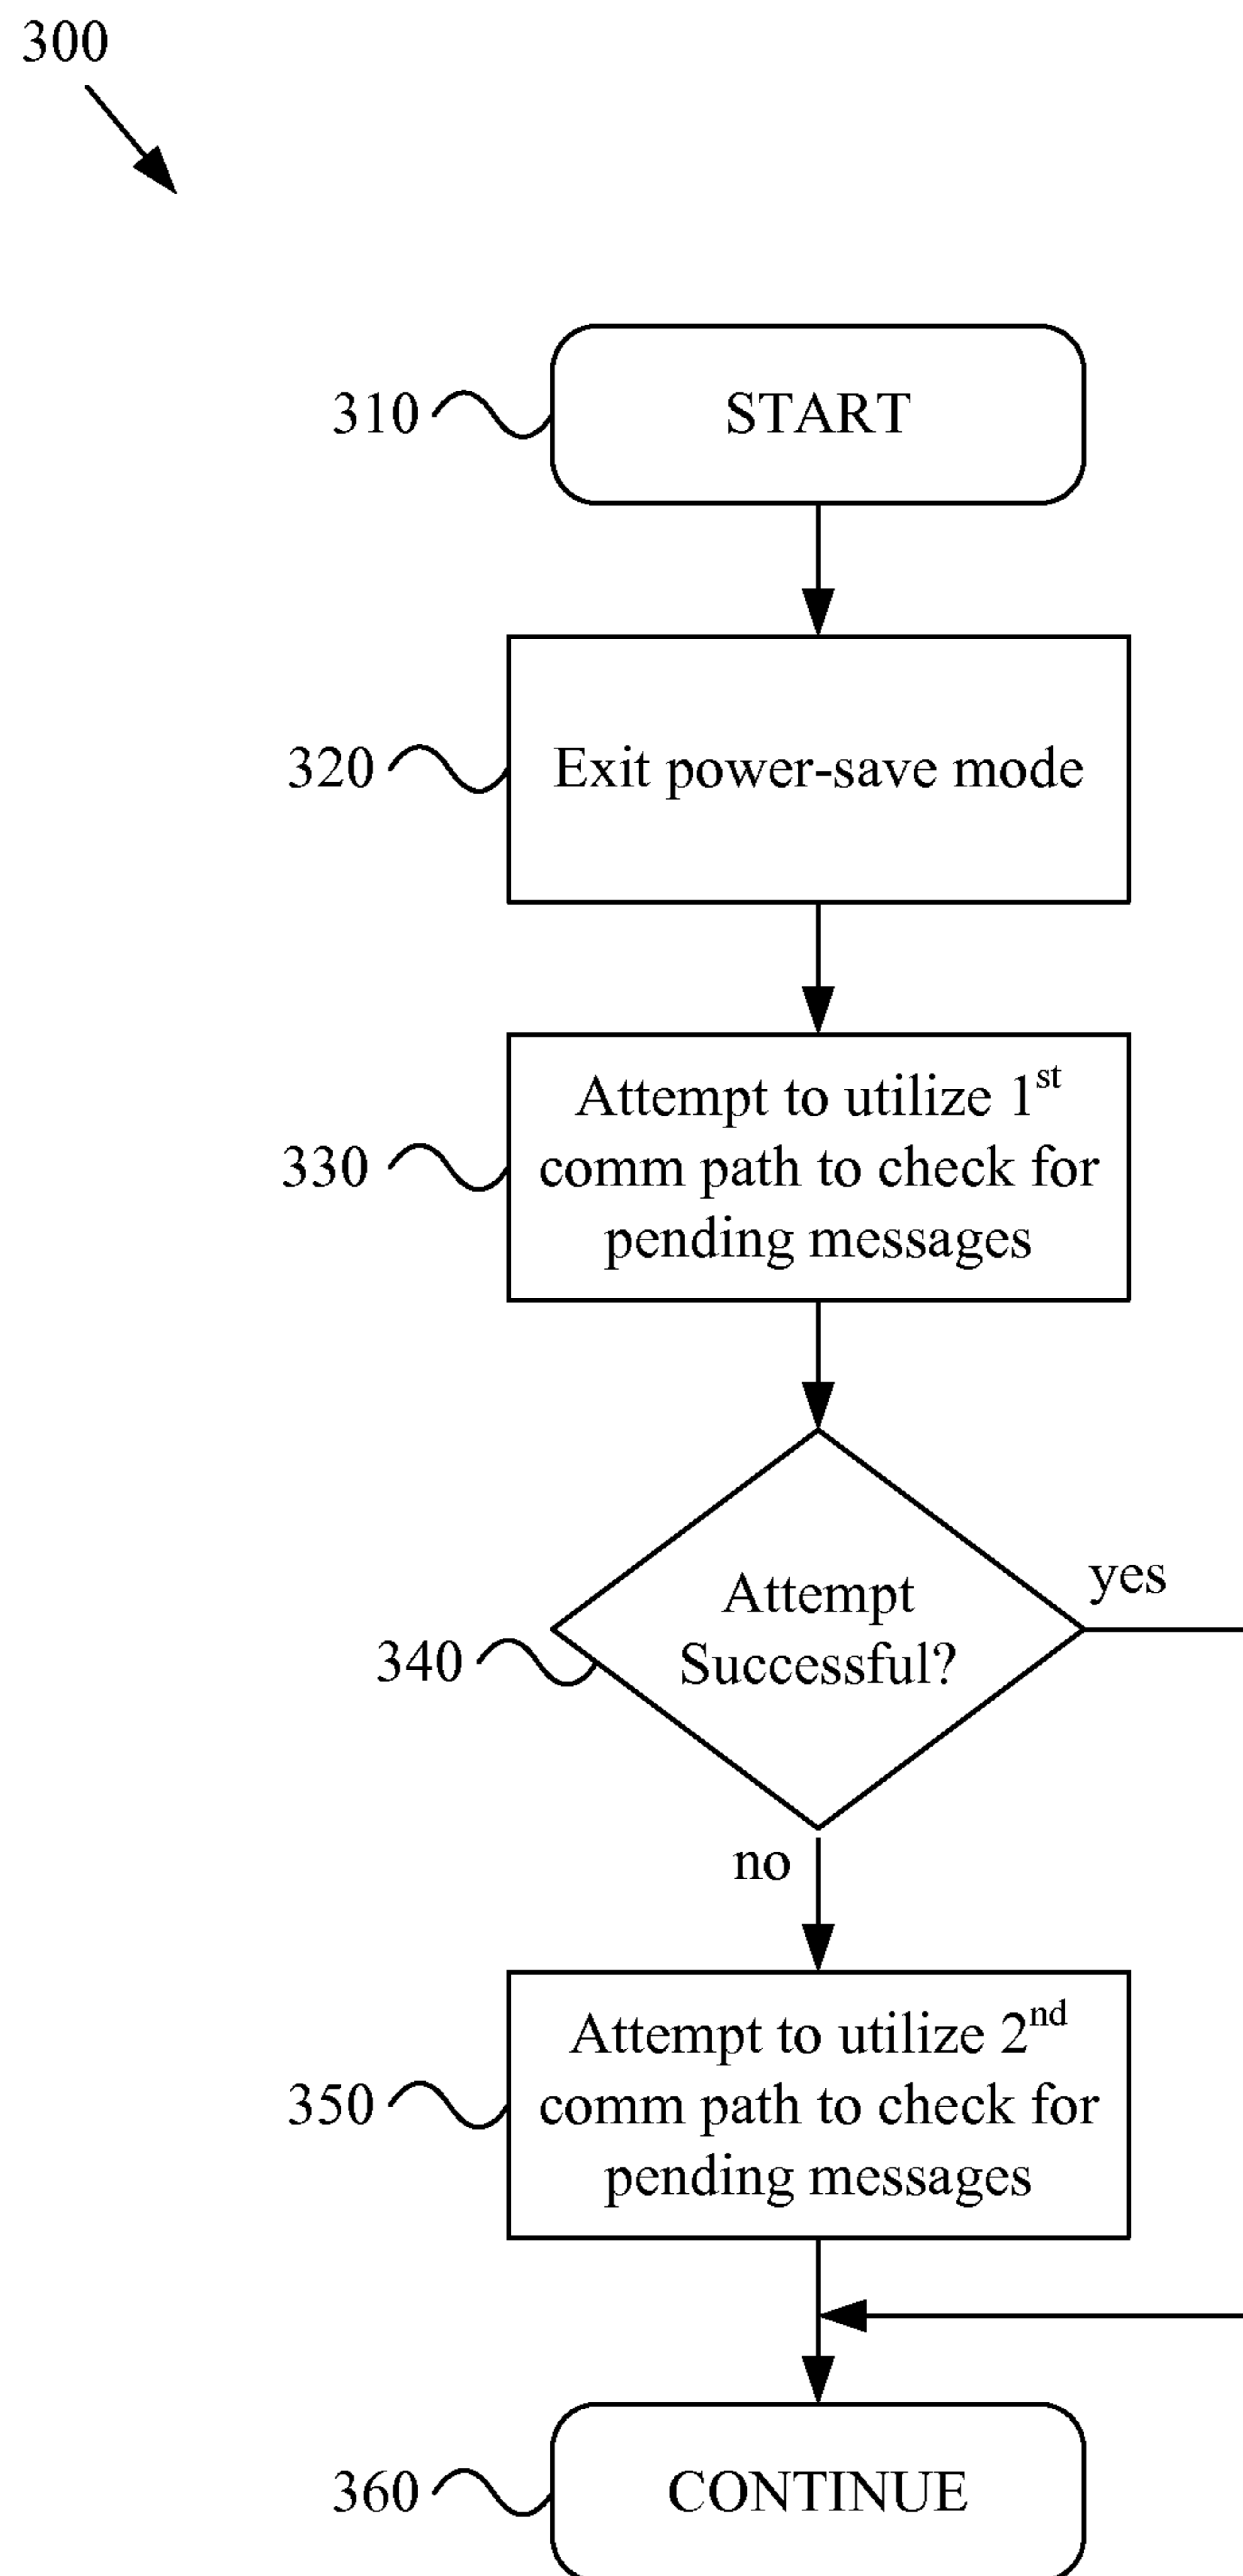 300
310
START
320
Exit power-save mode
330
Attempt to utilize 1st
comm path to check for
pending messages
340
Attempt
Successful?
yes
no
350
Attempt to utilize 2nd
comm path to check for
pending messages
360
CONTINUE